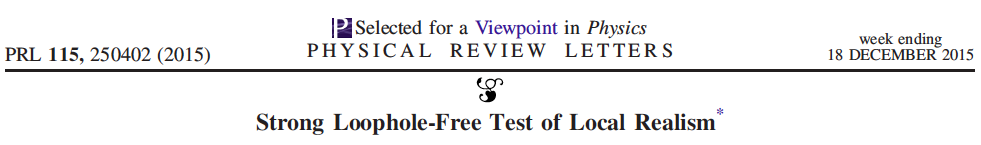 Selected for a Viewpoint in Physics
PRL 115, 250402 (2015) PHYSICAL REVIEW LETTERS week ending
18 DECEMBER 2015
Strong Loophole-Free Test of Local Realism*